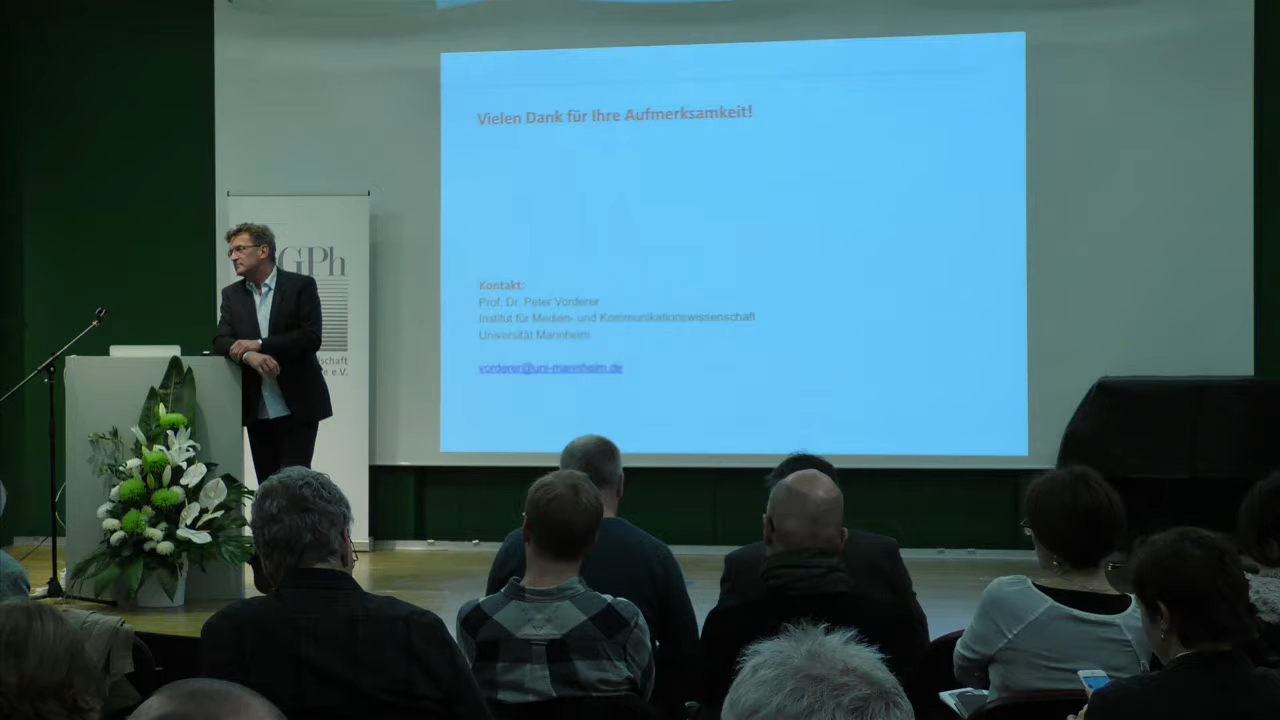 Vielen Dank für Ihre Aufmerksamkeit!
GPh
schaft
e e.V.
Kontakt:
Prof. Dr. Peter Vorderer
Institut für Medien- und Kommunikationswissenschaft
Universität Mannheim
vorderer@uni-mannheim.de